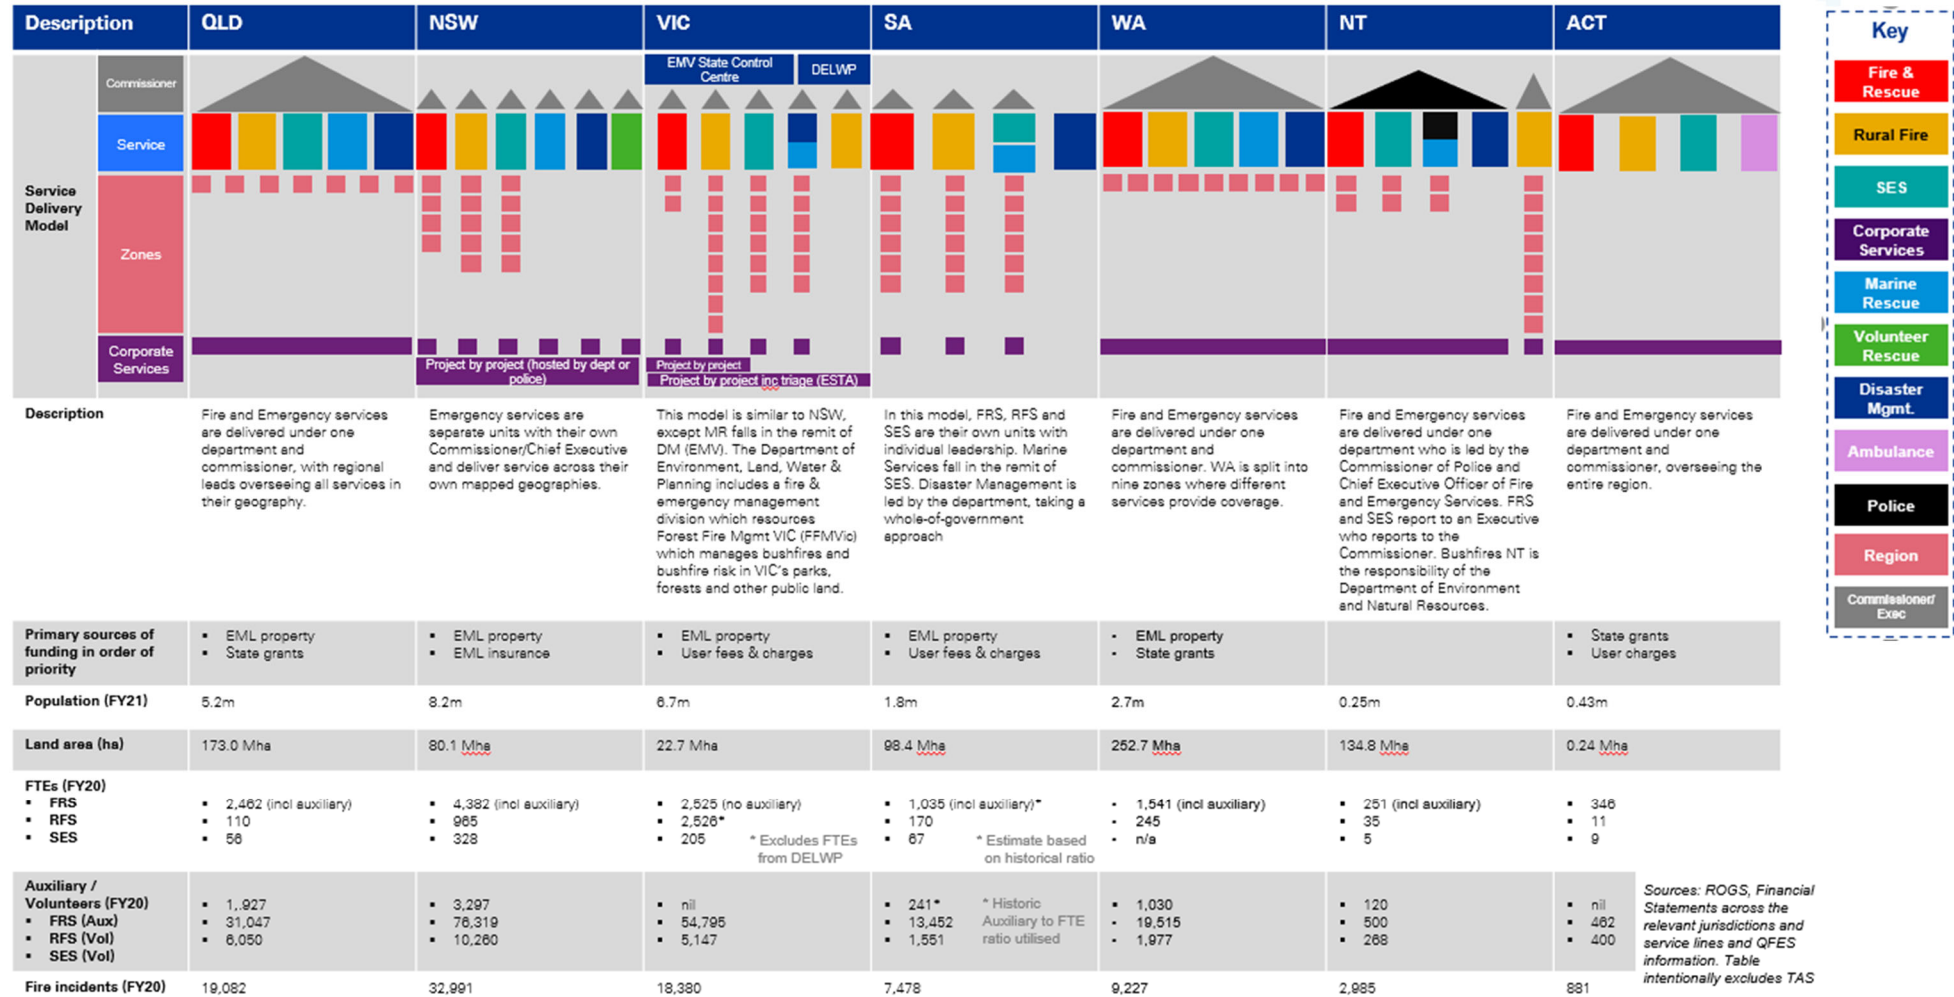 Description QLD NSW VIC SA WA NT ACT
Key
EMV State Control
Centre
DELWP
Commissioner
Service
Service
Delivery
Model
Zones
Corporate
Services
Project by project (hosted by dept or
police)
Project by project
Project by project inc triage (ESTA)
Fire &
Rescue
Rural Fire
SES
Corporate
Services
Marine
Rescue
Volunteer
Rescue
Disaster
Mgmt.
Ambulance
Police
Region
Commissioner/
Exec
Description
Fire and Emergency services
are delivered under one
department and
commissioner, with regional
leads overseeing all services in
their geography.
Emergency services are
separate units with their own
Commissioner/Chief Executive
and deliver service across their
own mapped geographies.
This model is similar to NSW,
except MR falls in the remit of
DM (EMV). The Department of
Environment, Land, Water &
Planning includes a fire &
emergency management
division which resources
Forest Fire Mgmt VIC (FFMVic)
which manages bushfires and
bushfire risk in VIC's parks,
forests and other public land.
In this model, FRS, RFS and
SES are their own units with
individual leadership. Marine
Services fall in the remit of
SES. Disaster Management is
led by the department, taking a
whole-of-government
approach
Fire and Emergency services
are delivered under one
department and
commissioner. WA is split into
nine zones where different
services provide coverage.
Fire and Emergency services
are delivered under one
department who is led by the
Commissioner of Police and
Chief Executive Officer of Fire
and Emergency Services. FRS
and SES report to an Executive
who reports to the
Commissioner. Bushfires NT is
the responsibility of the
Department of Environment
and Natural Resources.
Fire and Emergency services
are delivered under one
department and
commissioner, overseeing the
entire region.
Primary sources of
funding in order of
priority
▪ EML property
▪ State grants
▪ EML property
▪ EML insurance
▪ EML property
▪ User fees & charges
▪ EML property
▪ User fees & charges
▪ EML property
▪ State grants
▪ State grants
▪ User charges
Population (FY21) 5.2m 8.2m 6.7m 1.8m 2.7m 0.25m 0.43m
Land area (ha) 173.0 Mha 80.1 Mha 22.7 Mha 98.4 Mha 252.7 Mha 134.8 Mha 0.24 Mha
FTEs (FY20)
▪ FRS
▪ RFS
▪ SES
▪ 2,462 (incl auxiliary)
▪ 110
▪ 56
▪ 4,382 (incl auxiliary)
▪ 965
▪ 328
▪ 2,525 (no auxiliary)
▪ 2,526*
▪ 205
* Excludes FTEs
from DELWP
▪ 1,035 (incl auxiliary)*
▪ 170
▪ 67
* Estimate based
on historical ratio
▪ 1,541 (incl auxiliary)
▪ 245
▪ n/a
▪ 251 (incl auxiliary)
▪ 35
▪ 5
▪ 346
▪ 11
▪ 9
Auxiliary /
Volunteers (FY20)
▪ FRS (Aux)
▪ RFS (Vol)
▪ SES (Vol)
▪ 1,.927
▪ 31,047
▪ 6,050
▪ 3,297
▪ 76,319
▪ 10,260
▪ nil
▪ 54,795
▪ 5,147
▪ 241*
▪ 13,452
▪ 1,551
* Historic
Auxiliary to FTE
ratio utilised
▪ 1,030
▪ 19,515
▪ 1,977
▪ 120
▪ 500
▪ 268
▪ nil
▪ 462
▪ 400
Sources: ROGS, Financial
Statements across the
relevant jurisdictions and
service lines and QFES
information. Table
intentionally excludes TAS
Fire incidents (FY20) 19,082 32,991 18,380 7,478 9,227 2,985 881